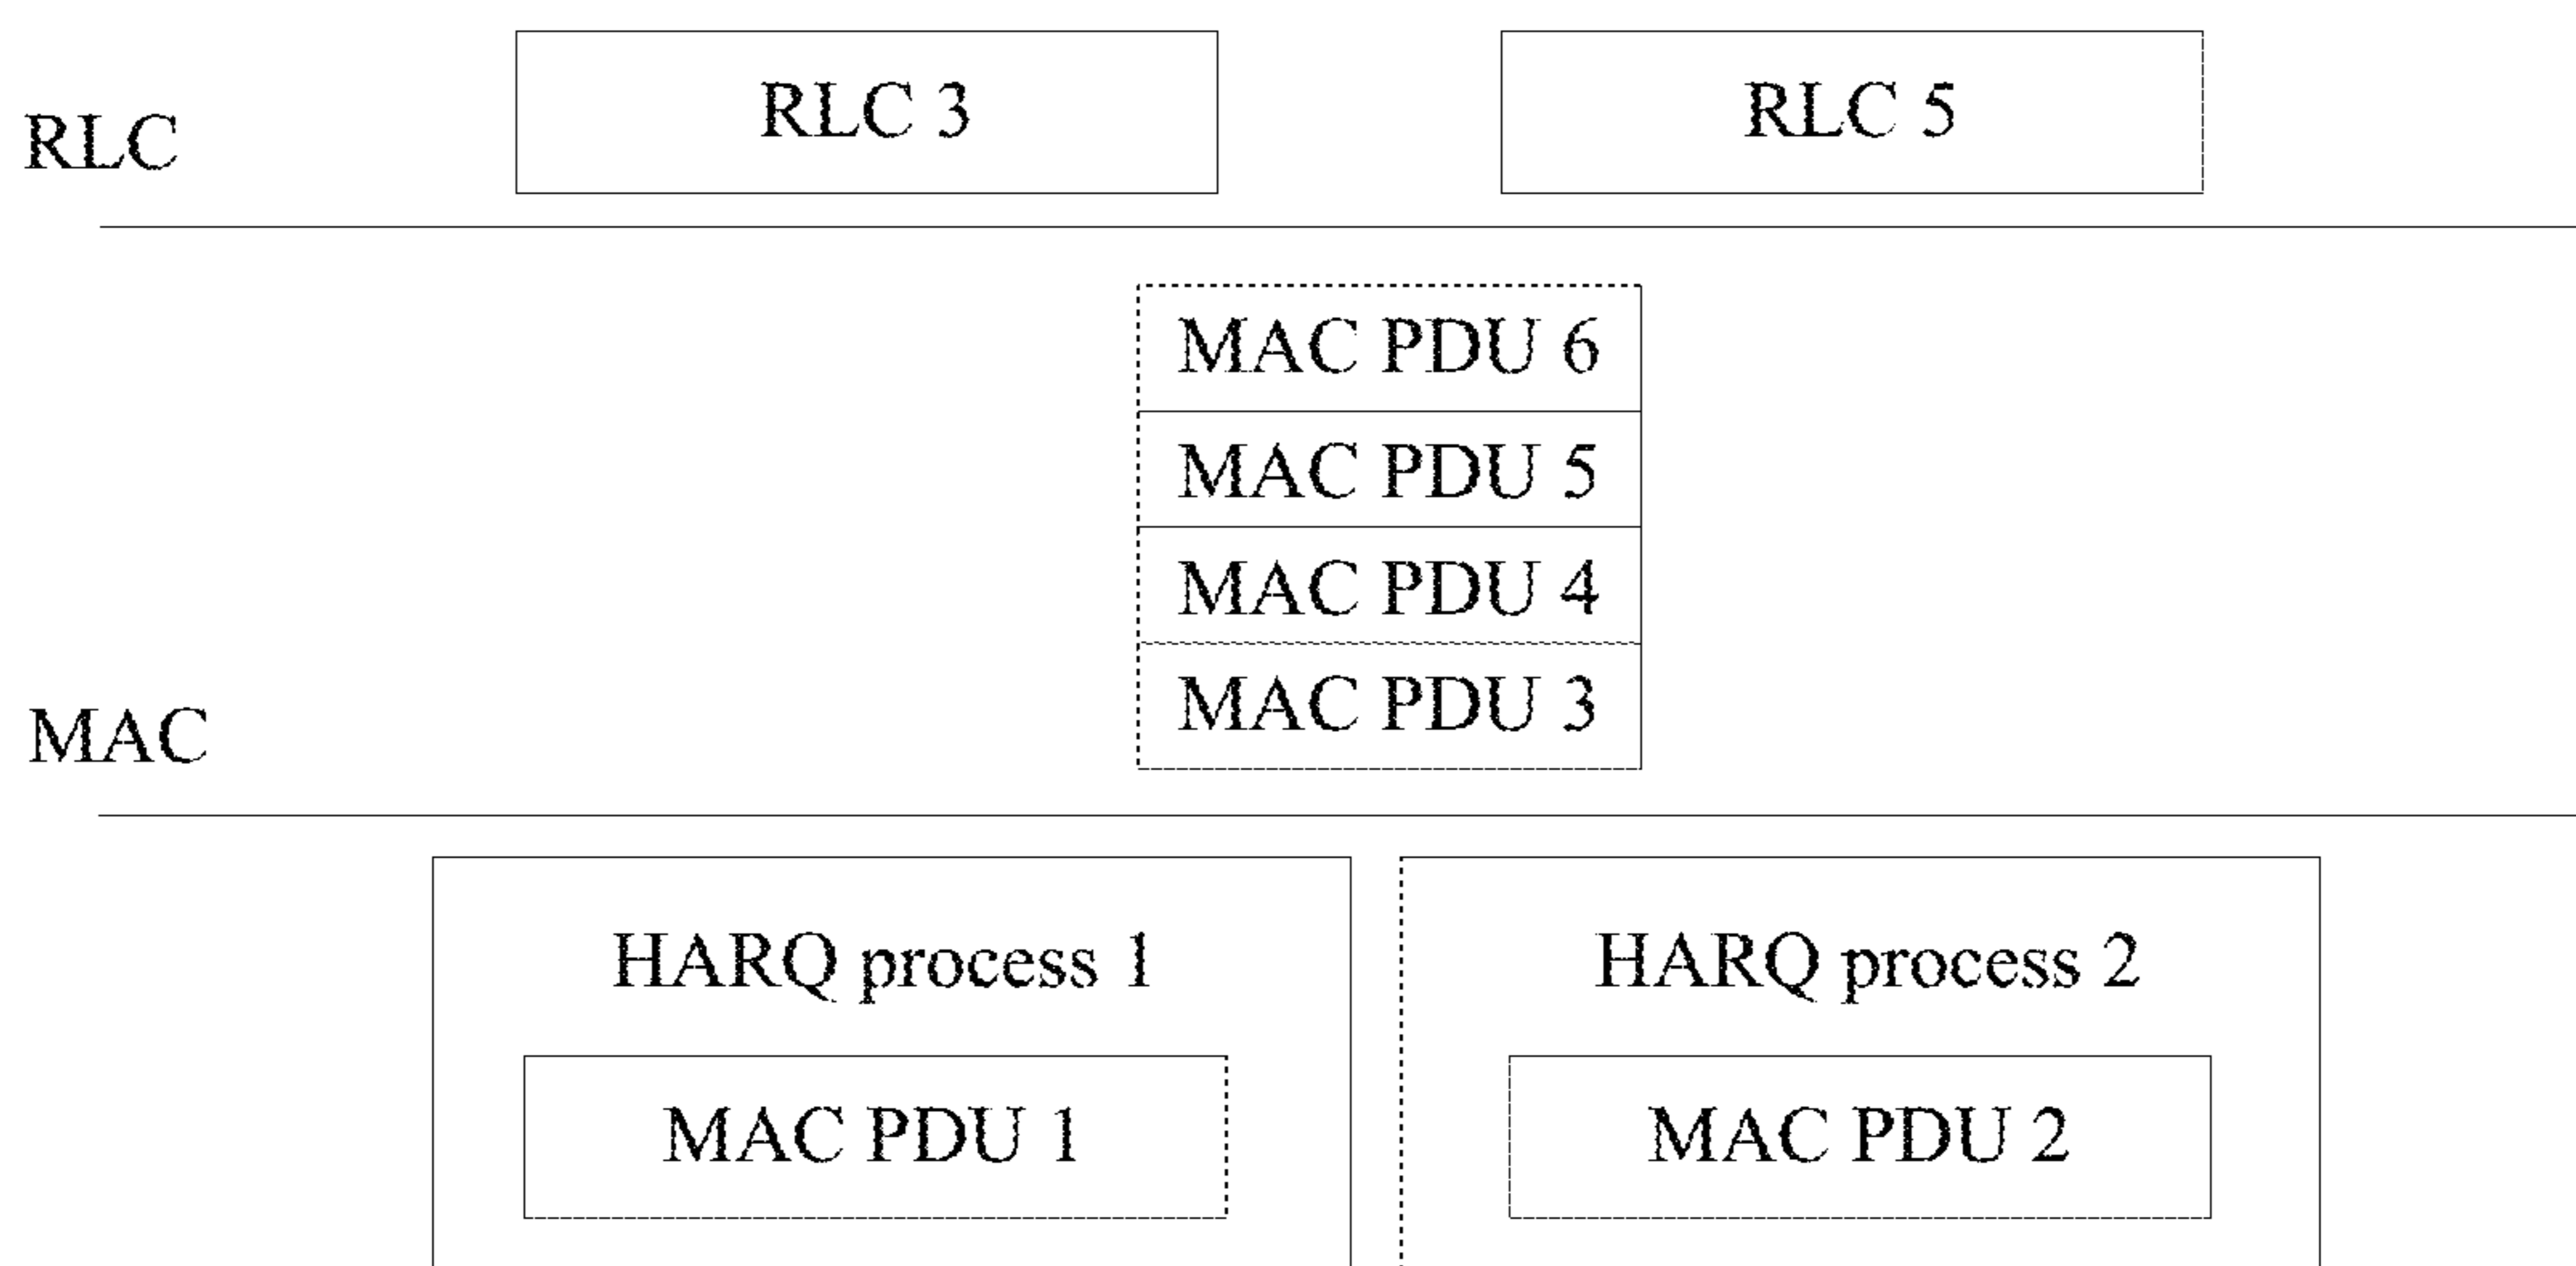 RLC 3
RLC 5
RLC
MAC PDU 6
MAC PDU 5
MAC PDU 4
MAC PDU 3
MAC
HARQ process 1
HARQ process 2
MAC PDU 1
MAC PDU 2